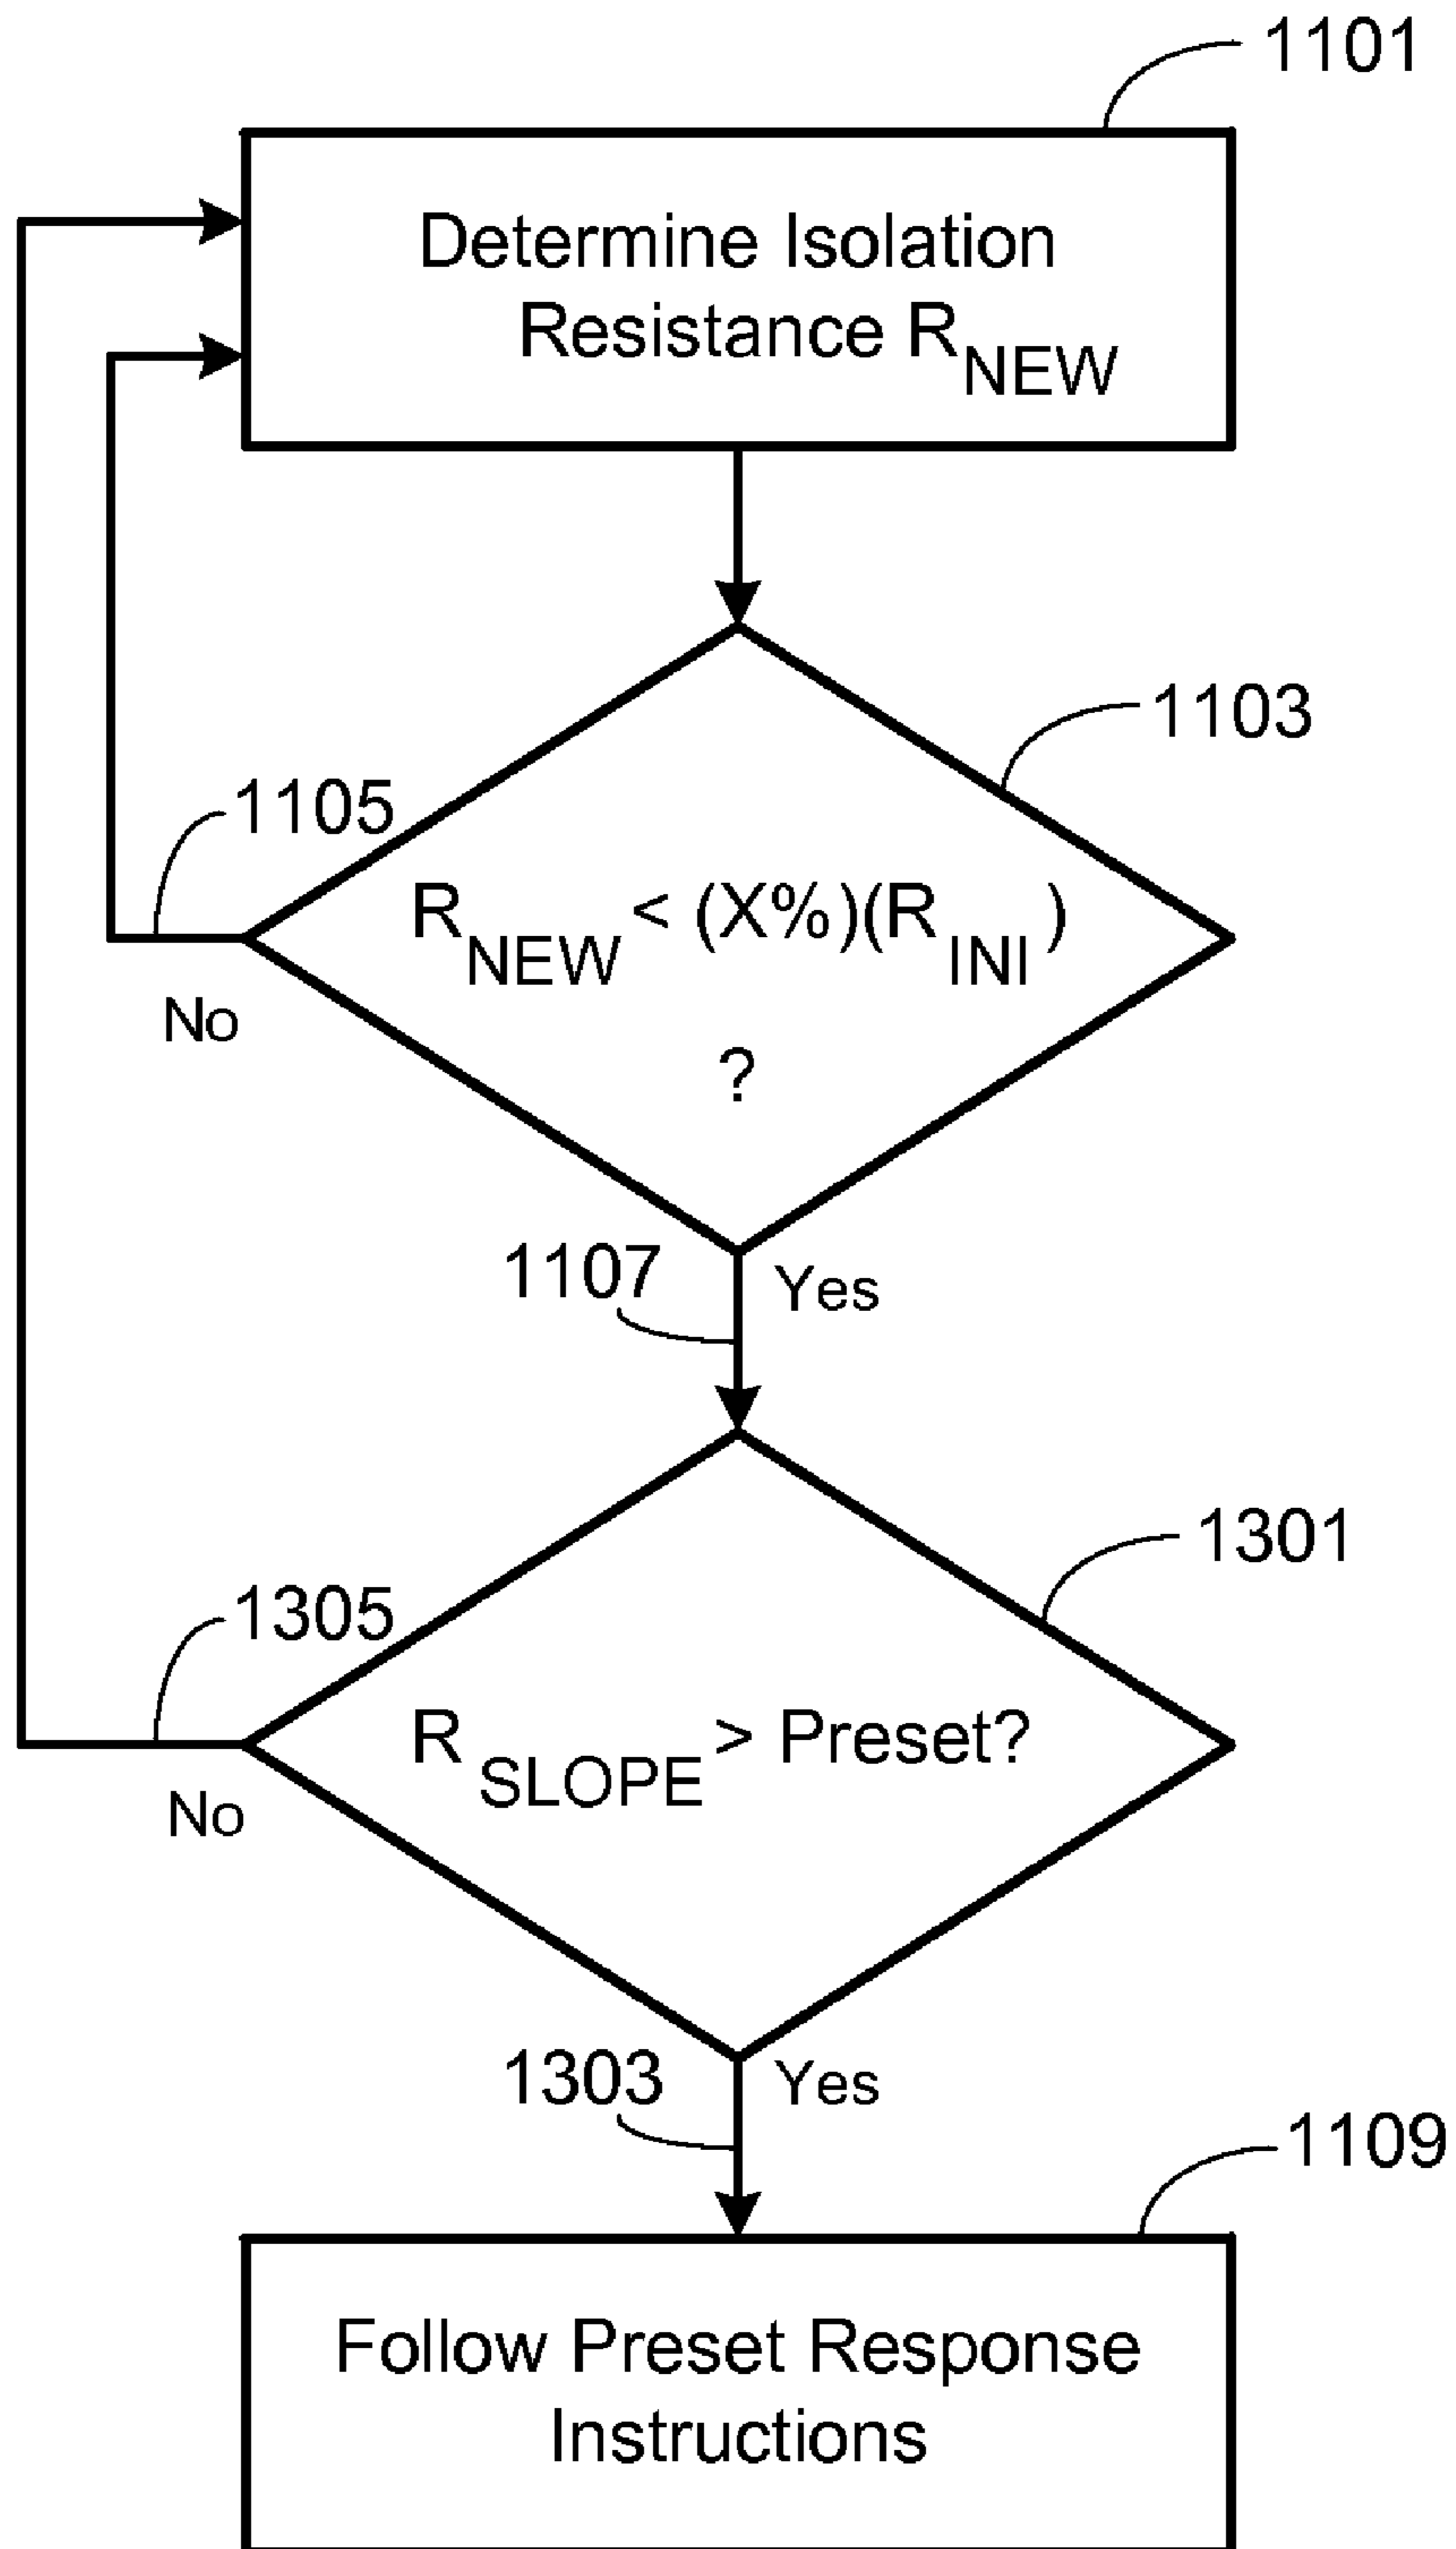 1101
Determine Isolation
Resistance R NEW
1103
1105
R NEW < (X%)(R INI )
?
No
1107
Yes
1301
1305
R SLOPE > Preset?
No
1303
Yes
1109
Follow Preset Response
Instructions